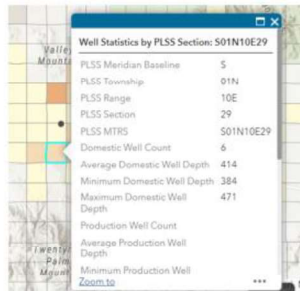 Well Statistics by PLSS Section: S01N10E29
PLSS Meridian Baseline S
PLSS Township 01N
PLSS Range 10E
PLSS Section 29
PLSS MTRS S01N10E29
Domestic Well Count 6
Average Domestic Well Depth 414
Minimum Domestic Well Depth 384
Maximum Domestic Well 471
Depth
Production Well Count
Average Production Well
Depth
Minimum Production Well
Zoom to •••
Valley
Mounta
Twenty
Palm
Moun